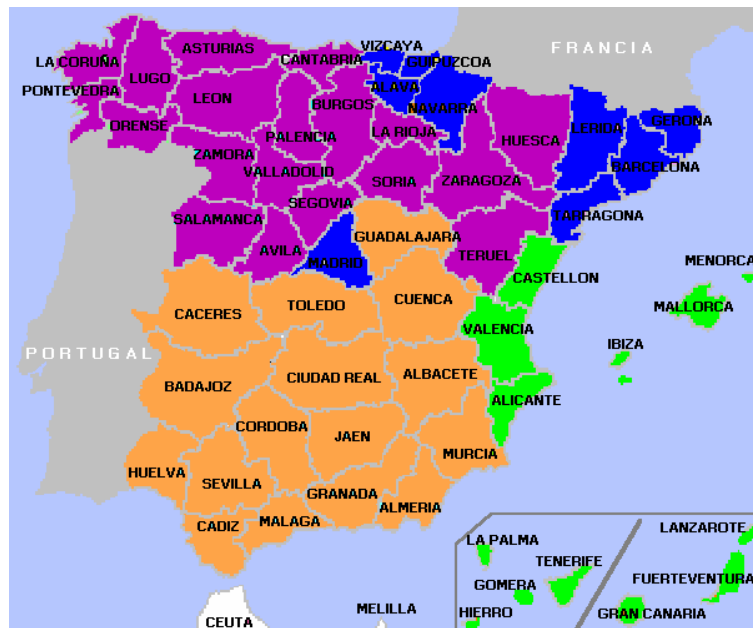 FRANCIA
VIZCAYA
ASTURIAS
LA CORUÑA
CANTABRIA
GUIPUZCOA
LUGO
ALAVA
PONTEVEDRA
LEON
BURGOS
NAVARRA
GERONA
ORENSE
PALENCIA
LA RIOJA
HUESCA
LERIDA
ZAMORA
BARCELONA
VALLADOLID
SORIA
ZARAGOZA
SEGOVIA
SALAMANCA
TARRAGONA
GUADALAJARA
AVILA
TERUEL
MADRID
MENORCA
CASTELLON
CUENCA
TOLEDO
MALLORCA
CACERES
VALENCIA
IBIZA
PORTUGAL
ALBACETE
CIUDAD REAL
BADAJOZ
ALICANTE
CORDOBA
JAEN
MURCIA
HUELVA
SEVILLA
GRANADA
ALMERIA
MALAGA
CADIZ
LANZAROTE
LA PALMA
TENERIFE
FUERTEVENTURA
GOMERA
MELILLA
HIERRO
GRAN CANARIA
CEUTA